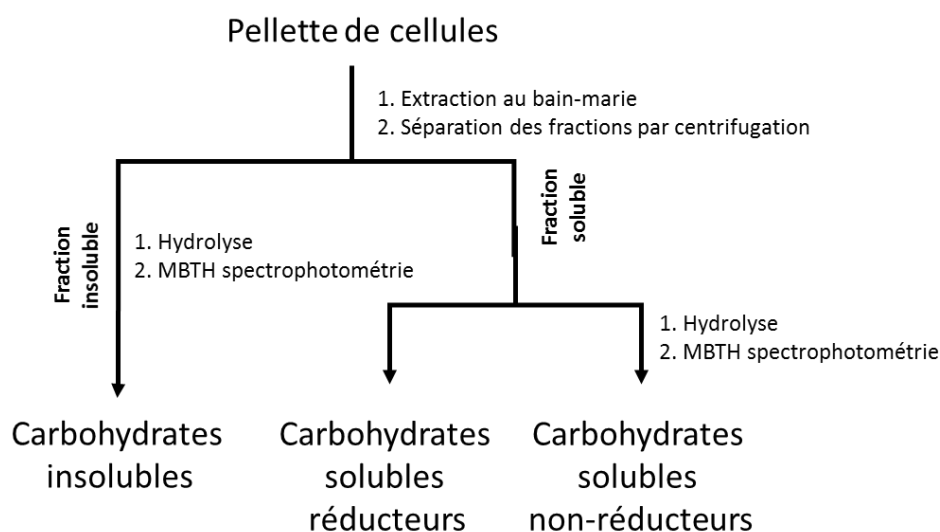 Pellette de cellules
1. Extraction au bain-marie
2. Séparation des fractions par centrifugation
Fraction
insoluble
1. Hydrolyse
2. MBTH spectrophotométrie
Fraction
soluble
1. Hydrolyse
2. MBTH spectrophotométrie
Carbohydrates
insolubles
Carbohydrates
solubles
réducteurs
Carbohydrates
solubles
non-réducteurs